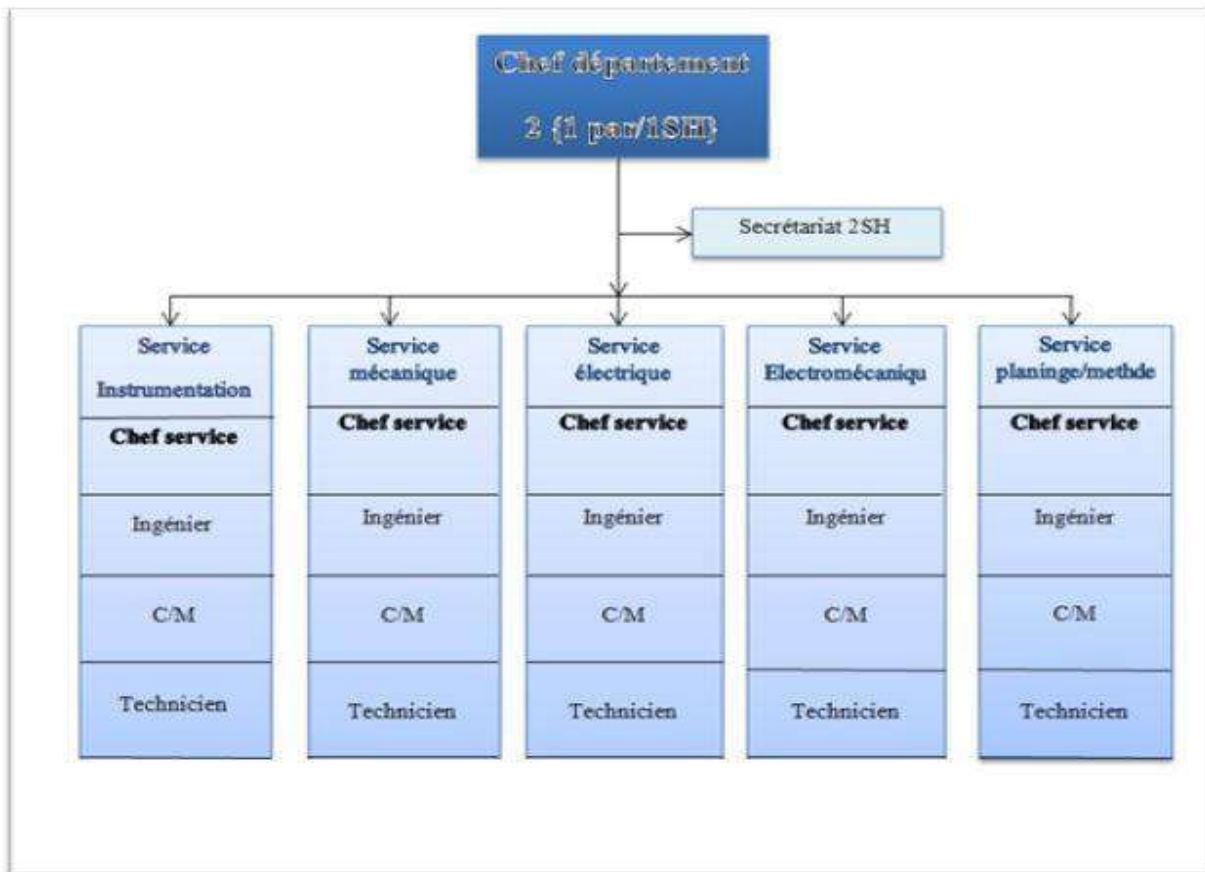 Chef département
2 {1 par/1SH}
Secrétariat 2SH
Service
Instrumentation
Chef service
Ingénier
C/M
Technicien
Service
mécanique
Chef service
Ingénier
C/M
Technicien
Service
électrique
Chef service
Ingénier
C/M
Technicien
Service
Electromécaniqu
Chef service
Ingénier
C/M
Technicien
Service
planinge/methde
Chef service
Ingénier
C/M
Technicien